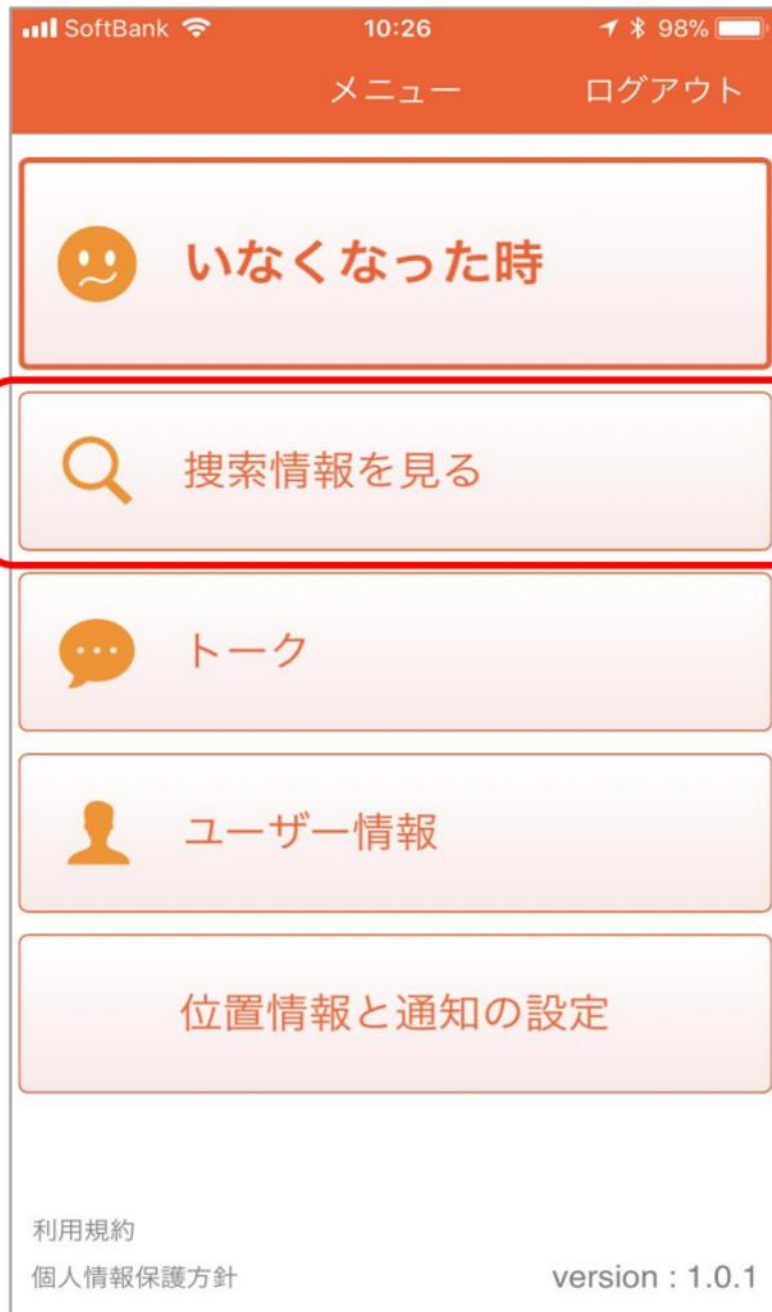 SoftBank 10:26 98%
メニュー ログアウト
いなくなった時
捜索情報を見る
トーク
ユーザー情報
位置情報と通知の設定
利用規約
個人情報保護方針 version : 1.0.1